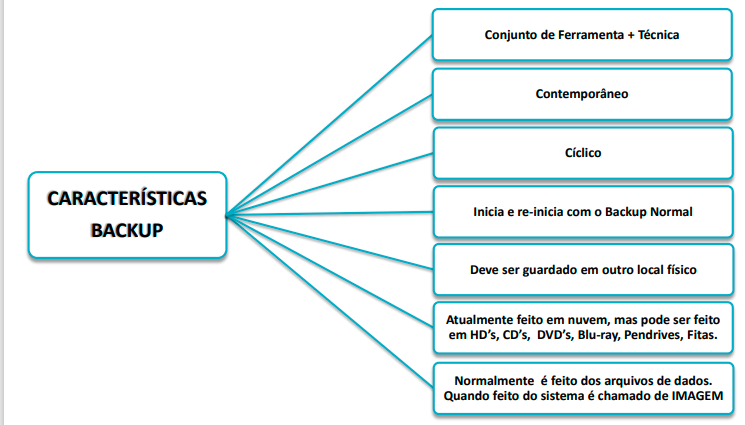 CARACTERÍSTICAS
BACKUP
Conjunto de Ferramenta + Técnica
Contemporâneo
Cíclico
Inicia e re-inicia com o Backup Normal
Deve ser guardado em outro local físico
Atualmente feito em nuvem, mas pode ser feito
em HD’s, CD’s, DVD’s, Blu-ray, Pendrives, Fitas.
Normalmente é feito dos arquivos de dados.
Quando feito do sistema é chamado de IMAGEM